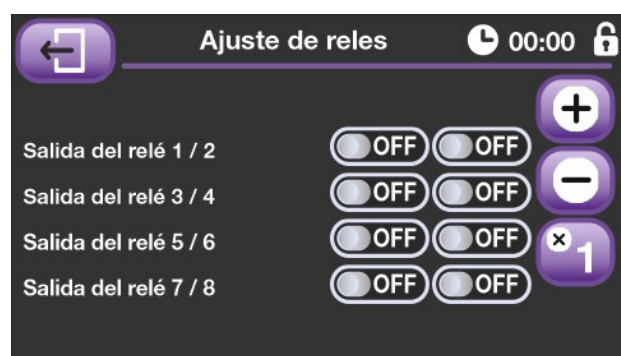 Ajuste de reles 00:00
+
Salida del relé 1 / 2 OFF OFF
Salida del relé 3 / 4 OFF OFF
−
Salida del relé 5 / 6 OFF OFF
×1
Salida del relé 7 / 8 OFF OFF